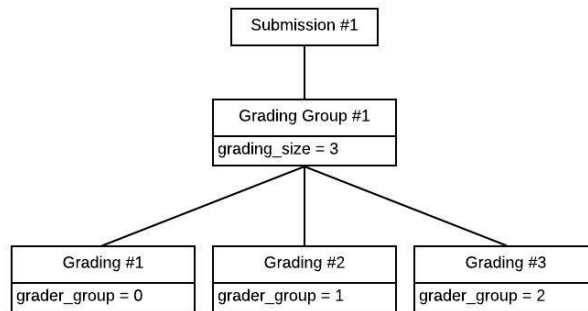 Submission #1
Grading Group #1
grading_size = 3
Grading #1
grader_group = 0
Grading #2
grader_group = 1
Grading #3
grader_group = 2